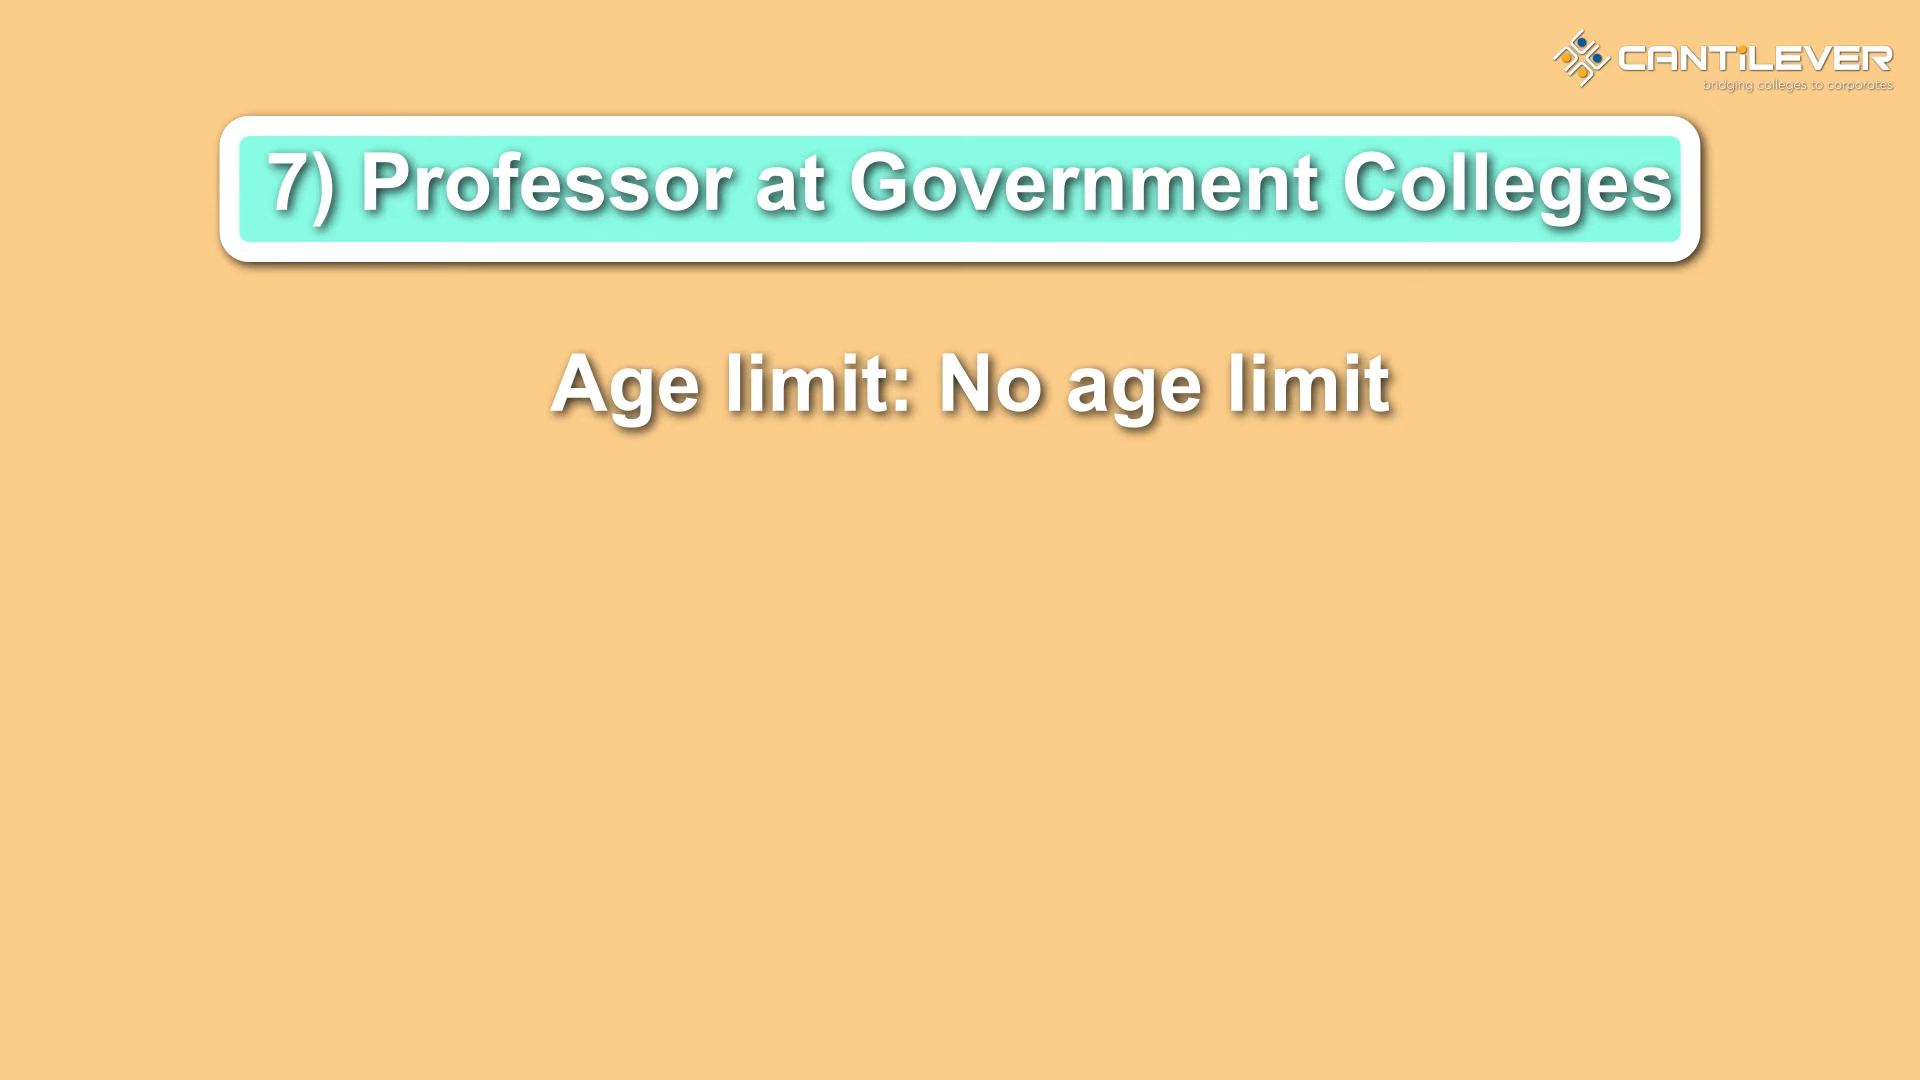 CANTiLEVER
bridging colleges to corporates
7) Professor at Government Colleges
Age limit: No age limit